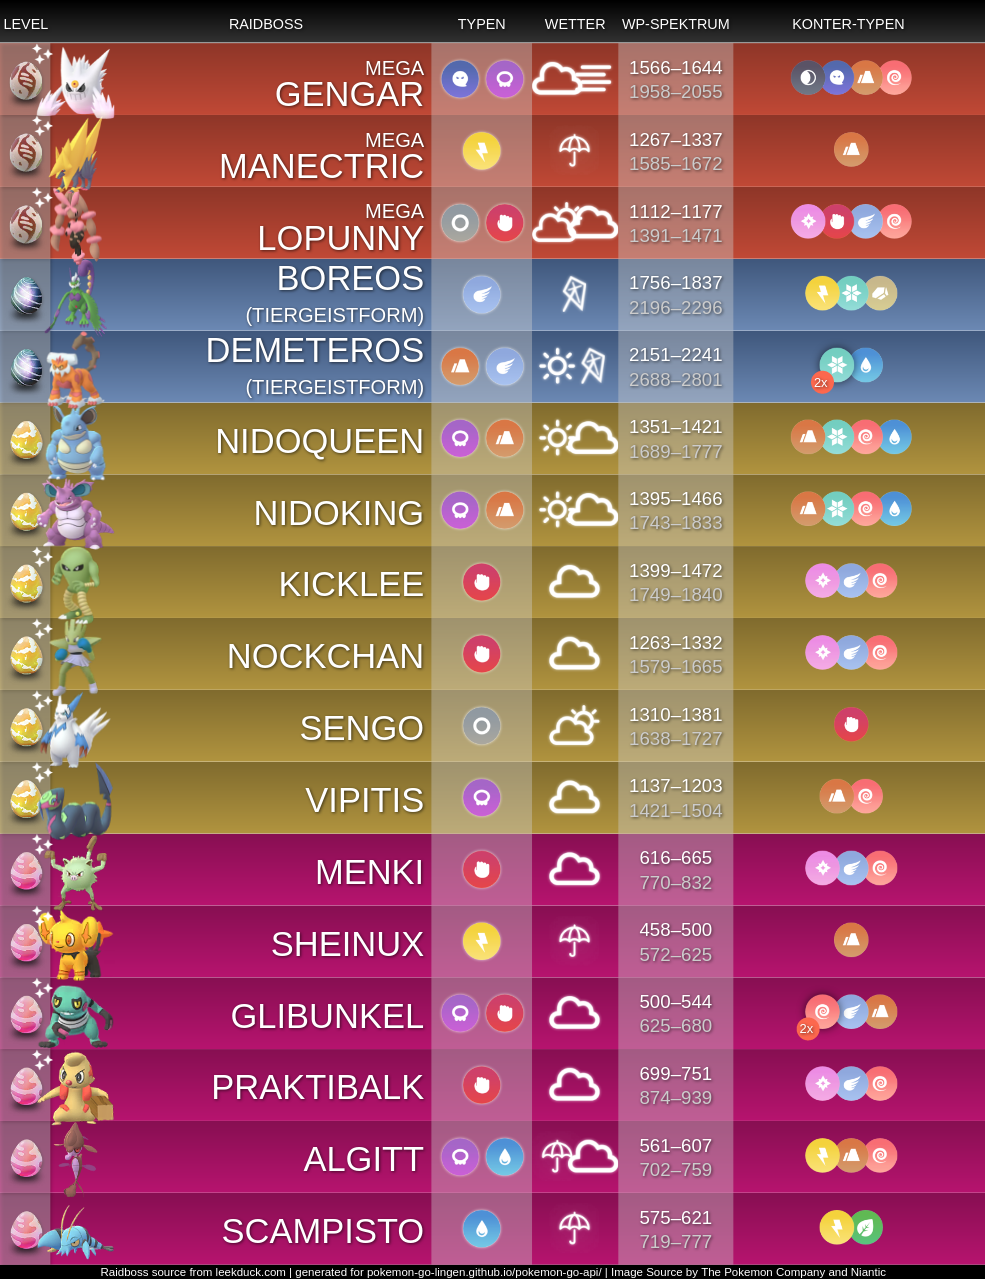 LEVEL RAIDBOSS TYPEN WETTER WP-SPEKTRUM KONTER-TYPEN
MEGA
GENGAR
1566–1644
1958–2055
MEGA
MANECTRIC
1267–1337
1585–1672
MEGA
LOPUNNY
1112–1177
1391–1471
BOREOS
(TIERGEISTFORM)
1756–1837
2196–2296
DEMETEROS
(TIERGEISTFORM)
2151–2241
2688–2801
2x
NIDOQUEEN
1351–1421
1689–1777
NIDOKING
1395–1466
1743–1833
KICKLEE
1399–1472
1749–1840
NOCKCHAN
1263–1332
1579–1665
SENGO
1310–1381
1638–1727
VIPITIS
1137–1203
1421–1504
MENKI
616–665
770–832
SHEINUX
458–500
572–625
GLIBUNKEL
500–544
625–680
2x
PRAKTIBALK
699–751
874–939
ALGITT
561–607
702–759
SCAMPISTO
575–621
719–777
Raidboss source from leekduck.com | generated for pokemon-go-lingen.github.io/pokemon-go-api/ | Image Source by The Pokemon Company and Niantic